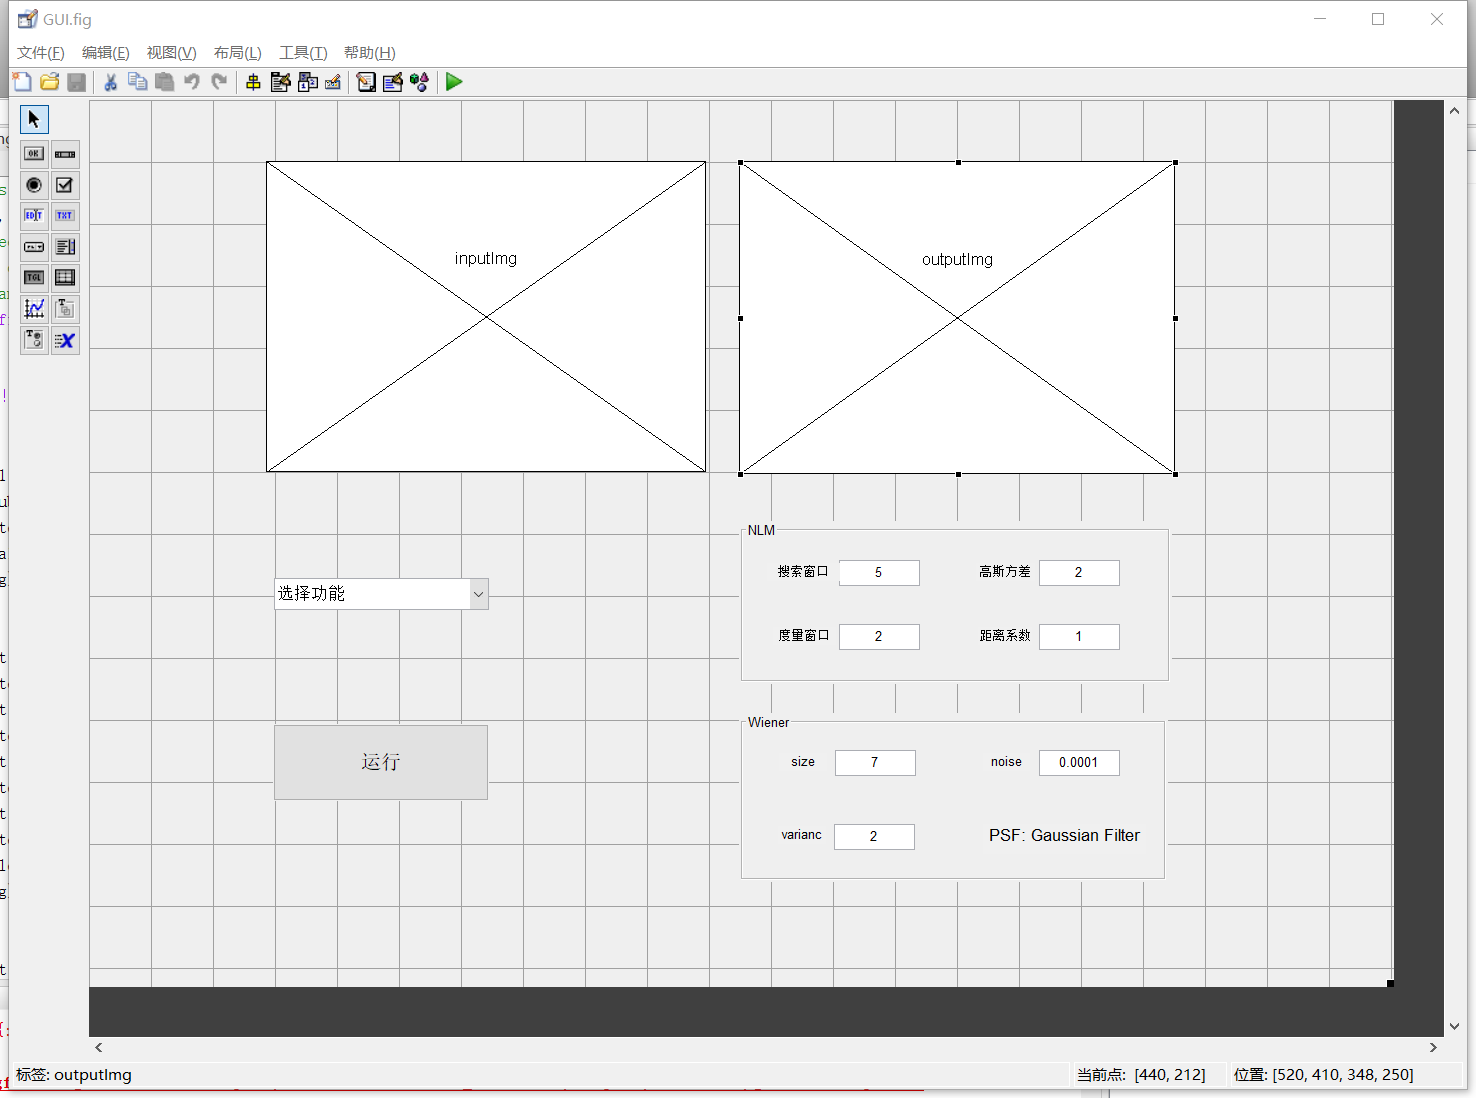 GUI.fig
文件(F) 编辑(E) 视图(V) 布局(L) 工具(T) 帮助(H)
OK
EDIT TXT
TGL
inputImg
outputImg
NLM
搜索窗口 5 高斯方差 2
选择功能
度量窗口 2 距离系数 1
Wiener
运行
size 7 noise 0.0001
varianc 2 PSF: Gaussian Filter
标签: outputImg 当前点: [440, 212] 位置: [520, 410, 348, 250]